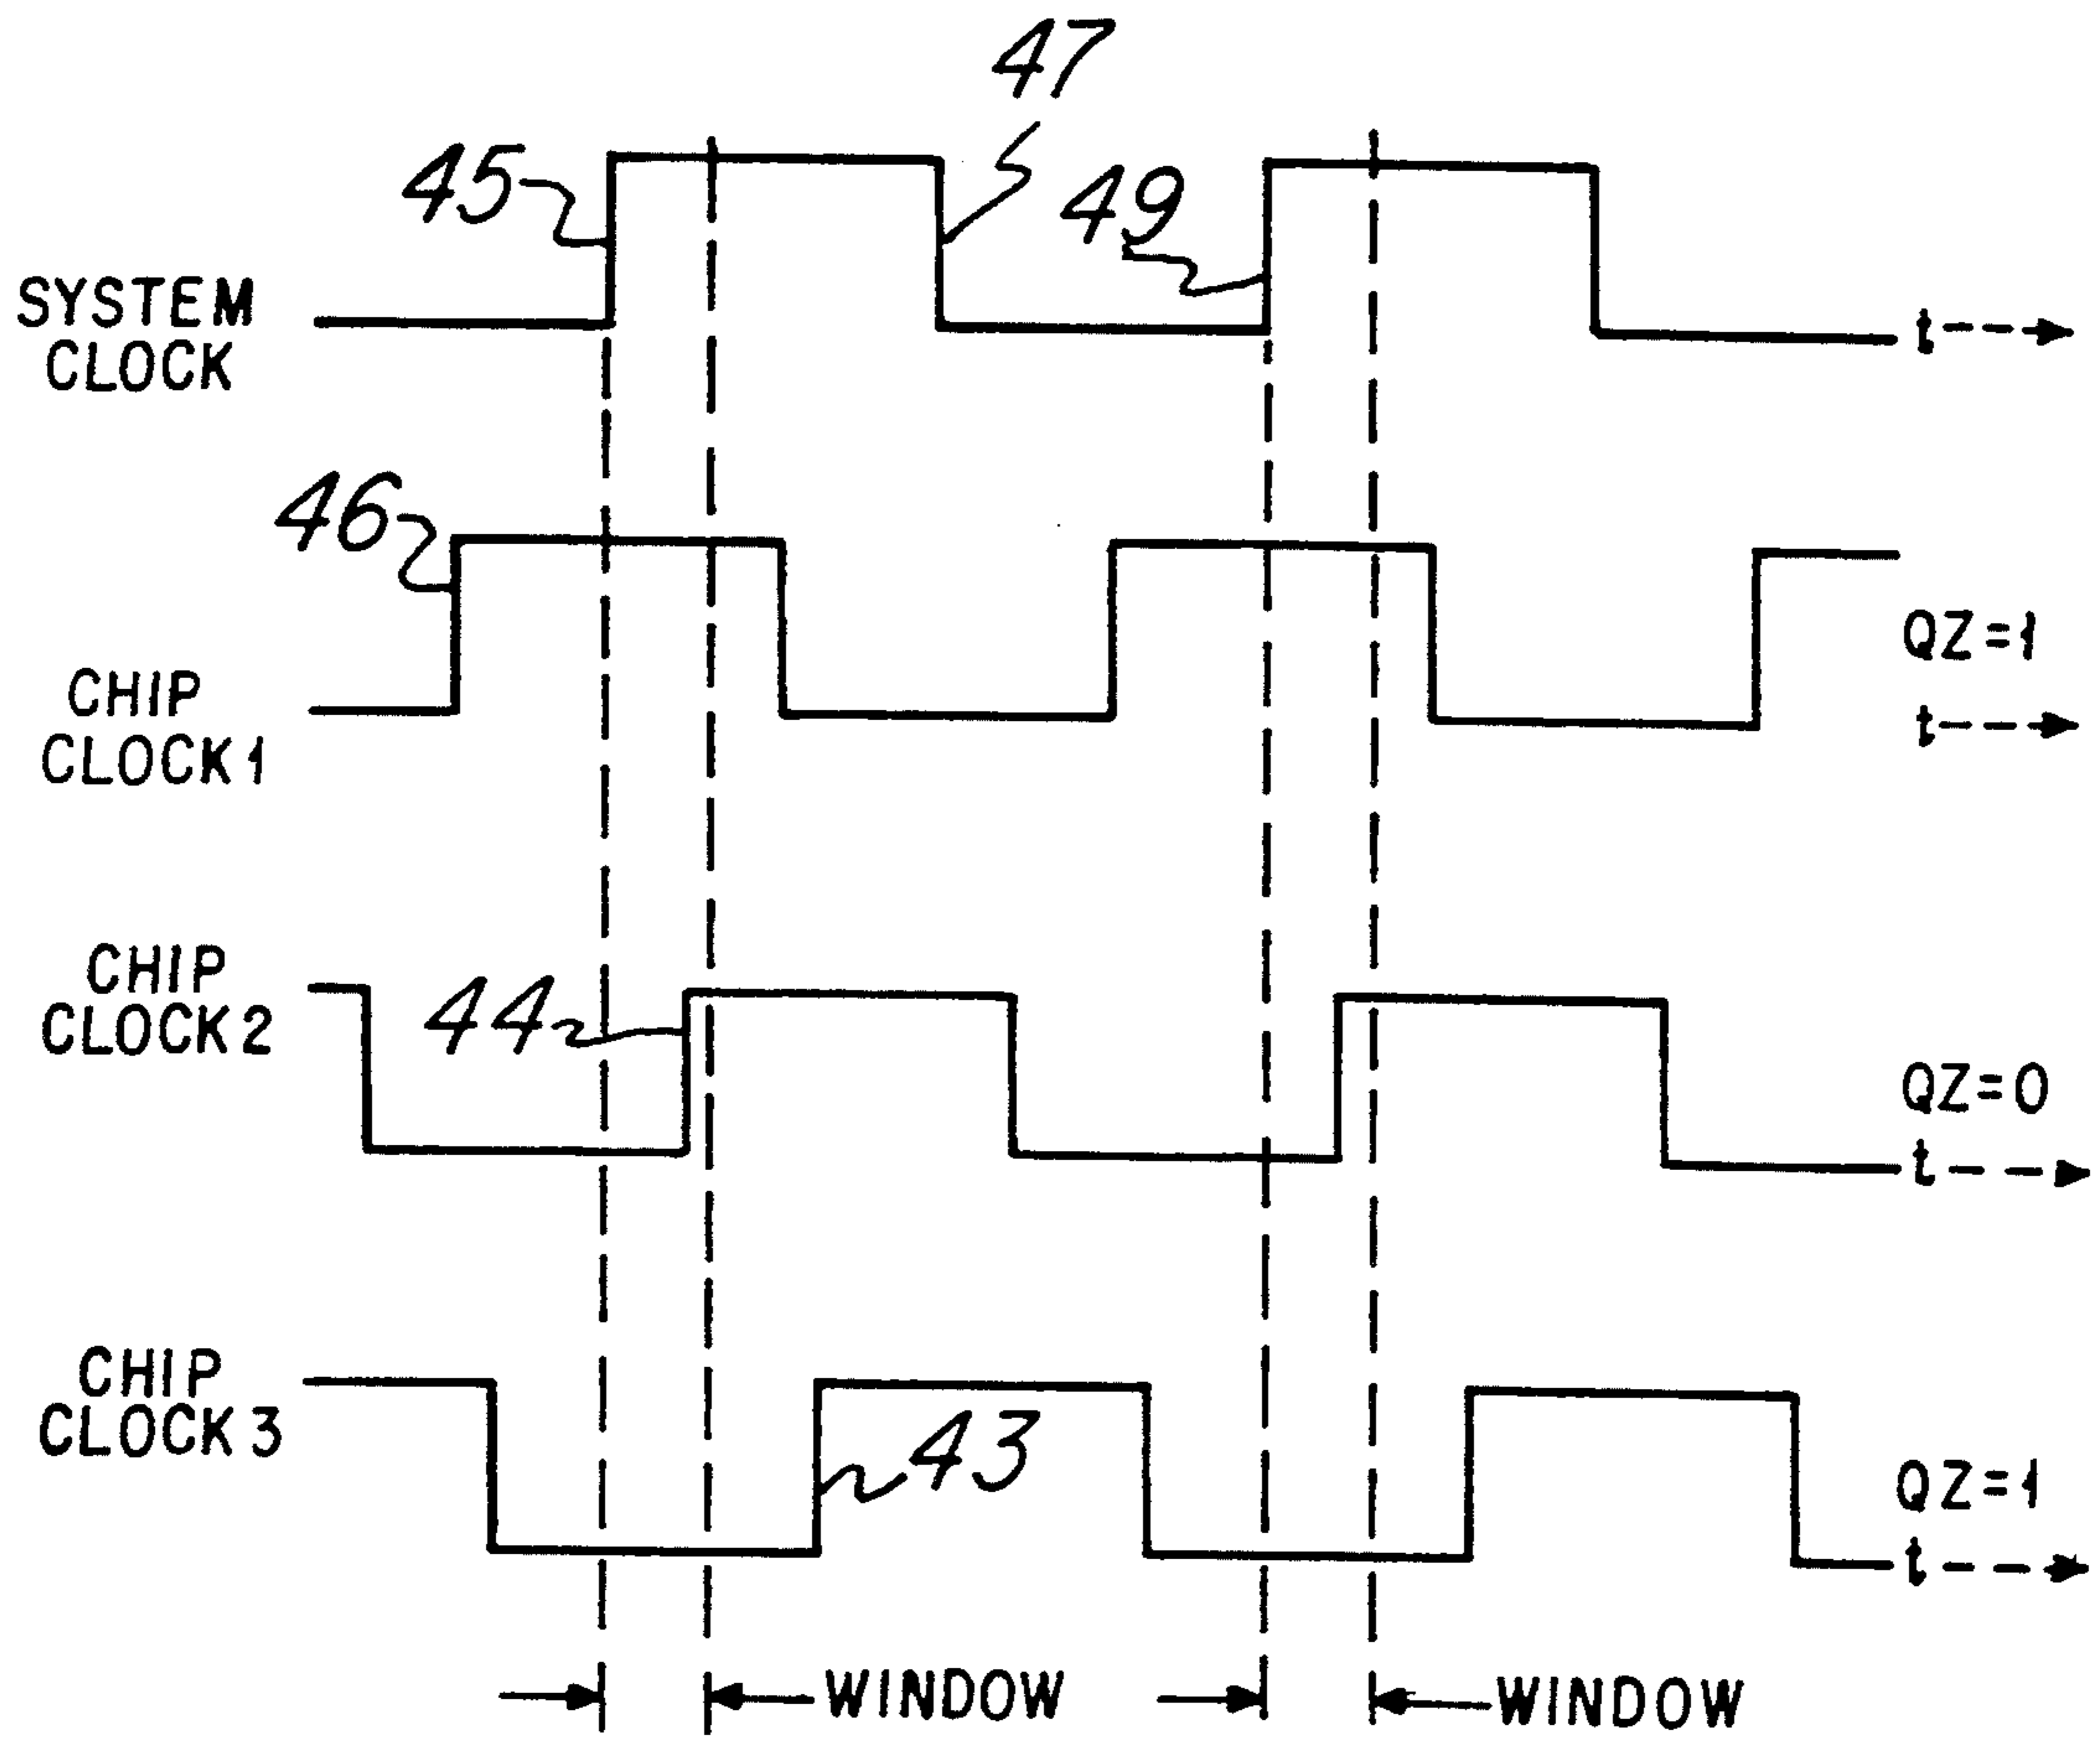 47
45
49
SYSTEM
CLOCK
t
46
QZ=1
CHIP
CLOCK 1
t
CHIP
CLOCK 2
44
QZ=0
t
CHIP
CLOCK 3
43
QZ=1
t
WINDOW
WINDOW